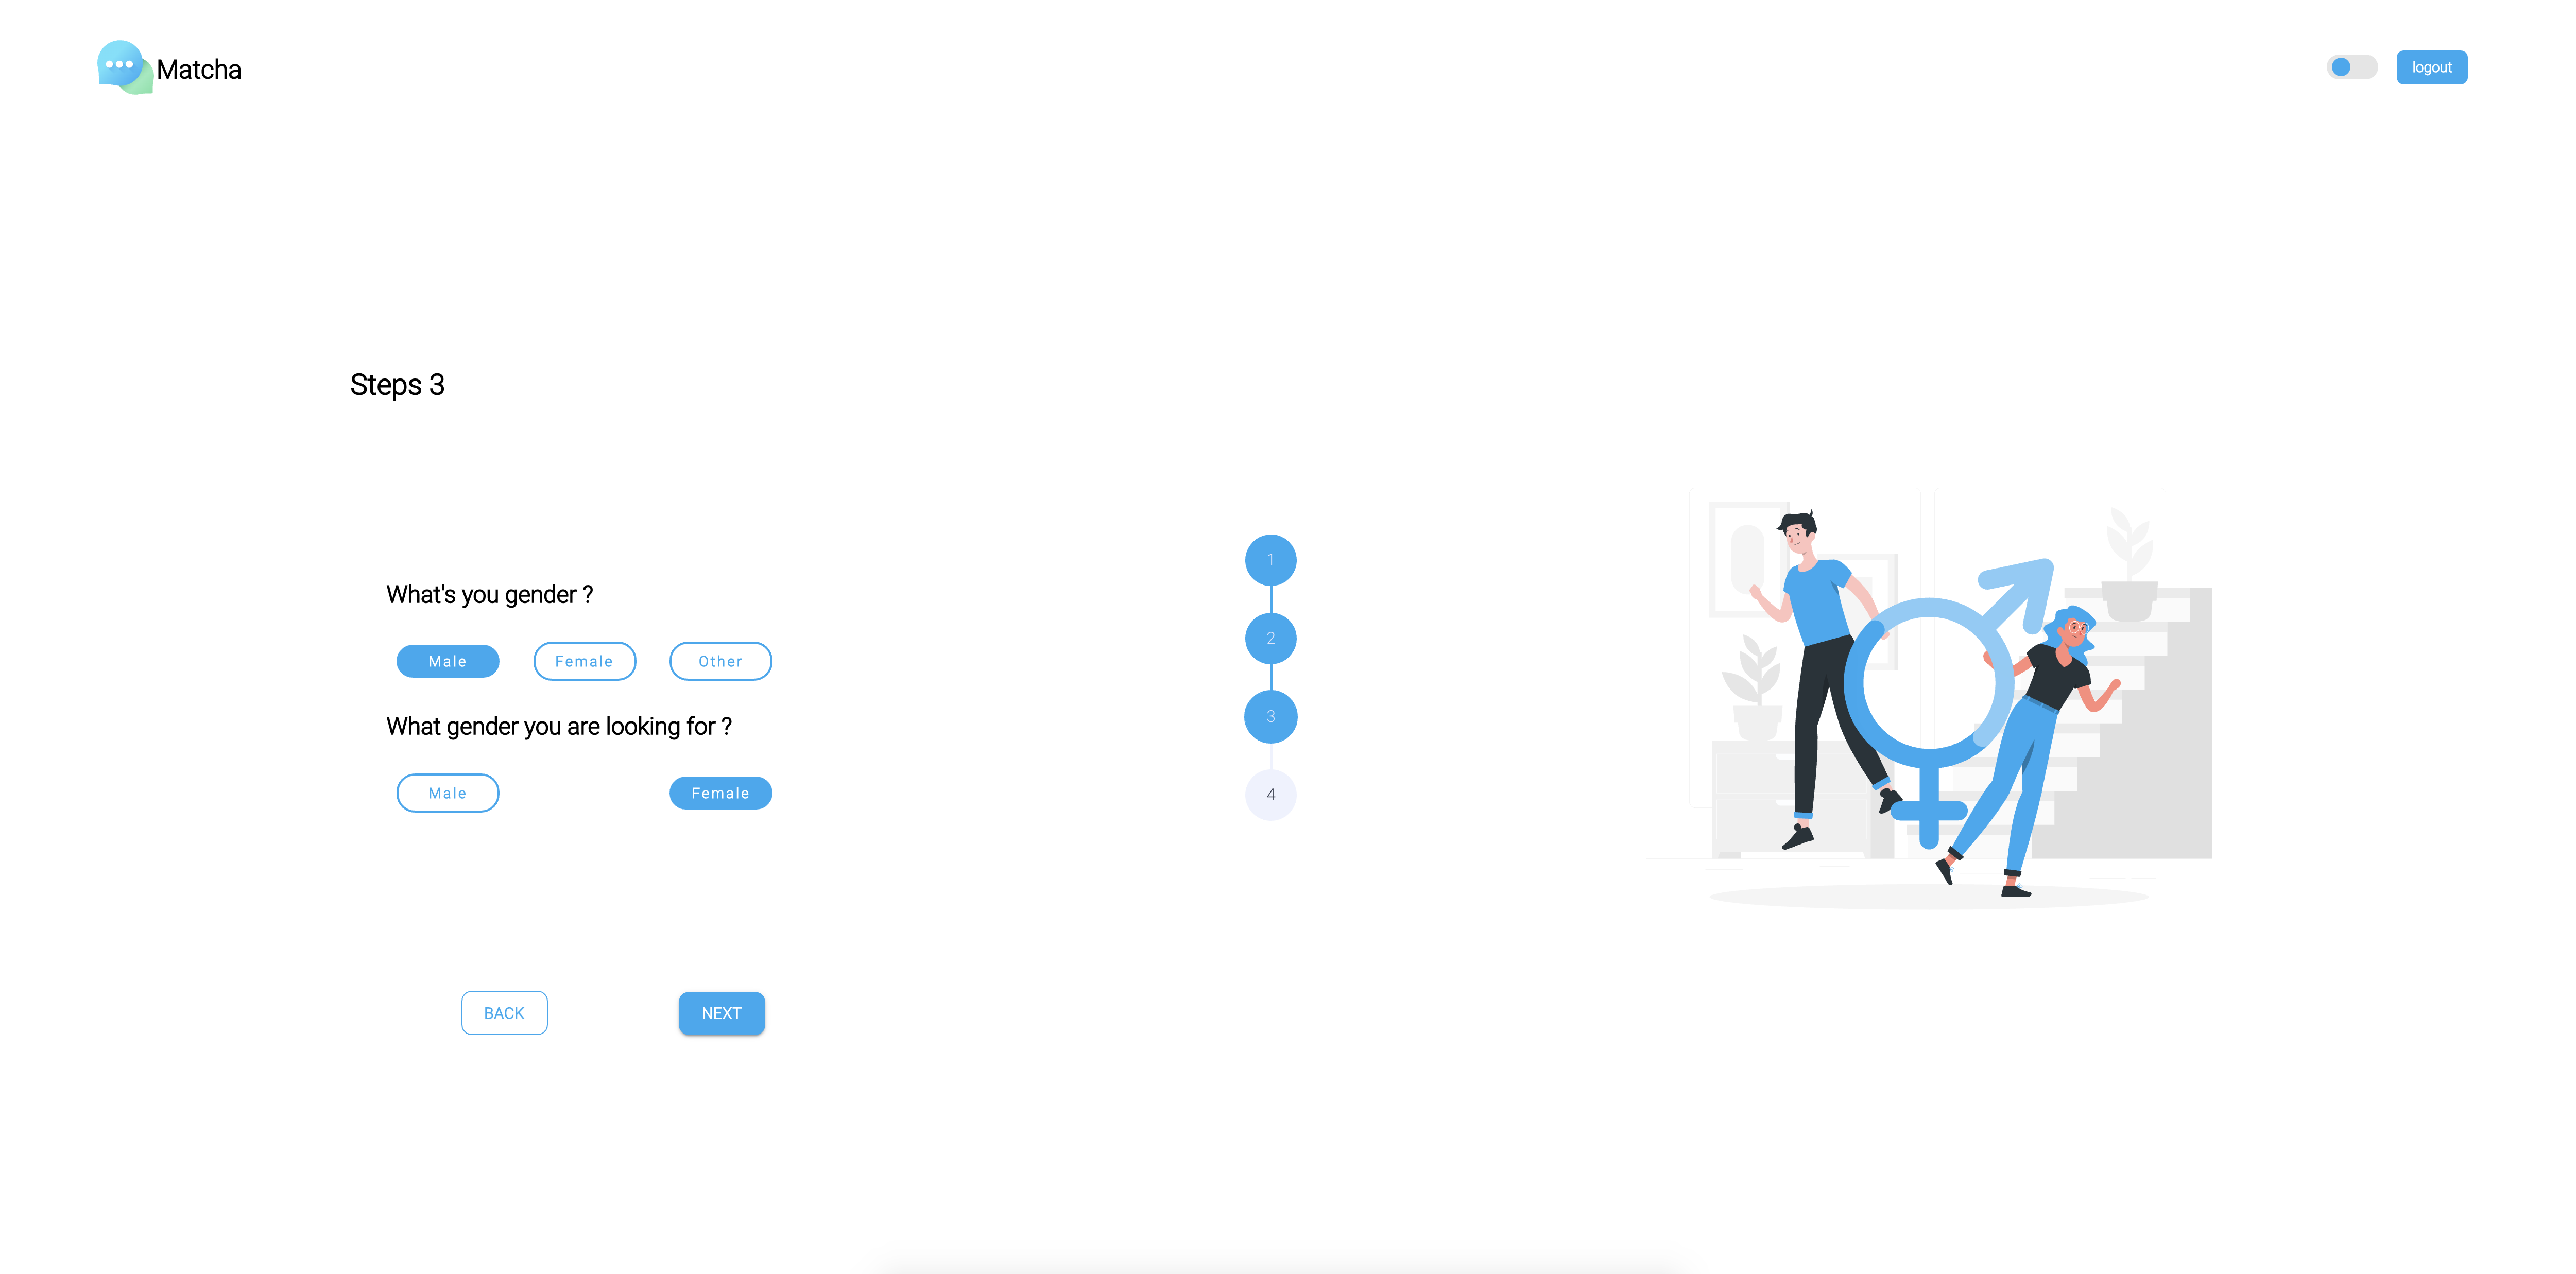 Matcha
logout
Steps 3
What's you gender ?
Male Female Other
What gender you are looking for ?
Male Female
BACK NEXT
1
2
3
4